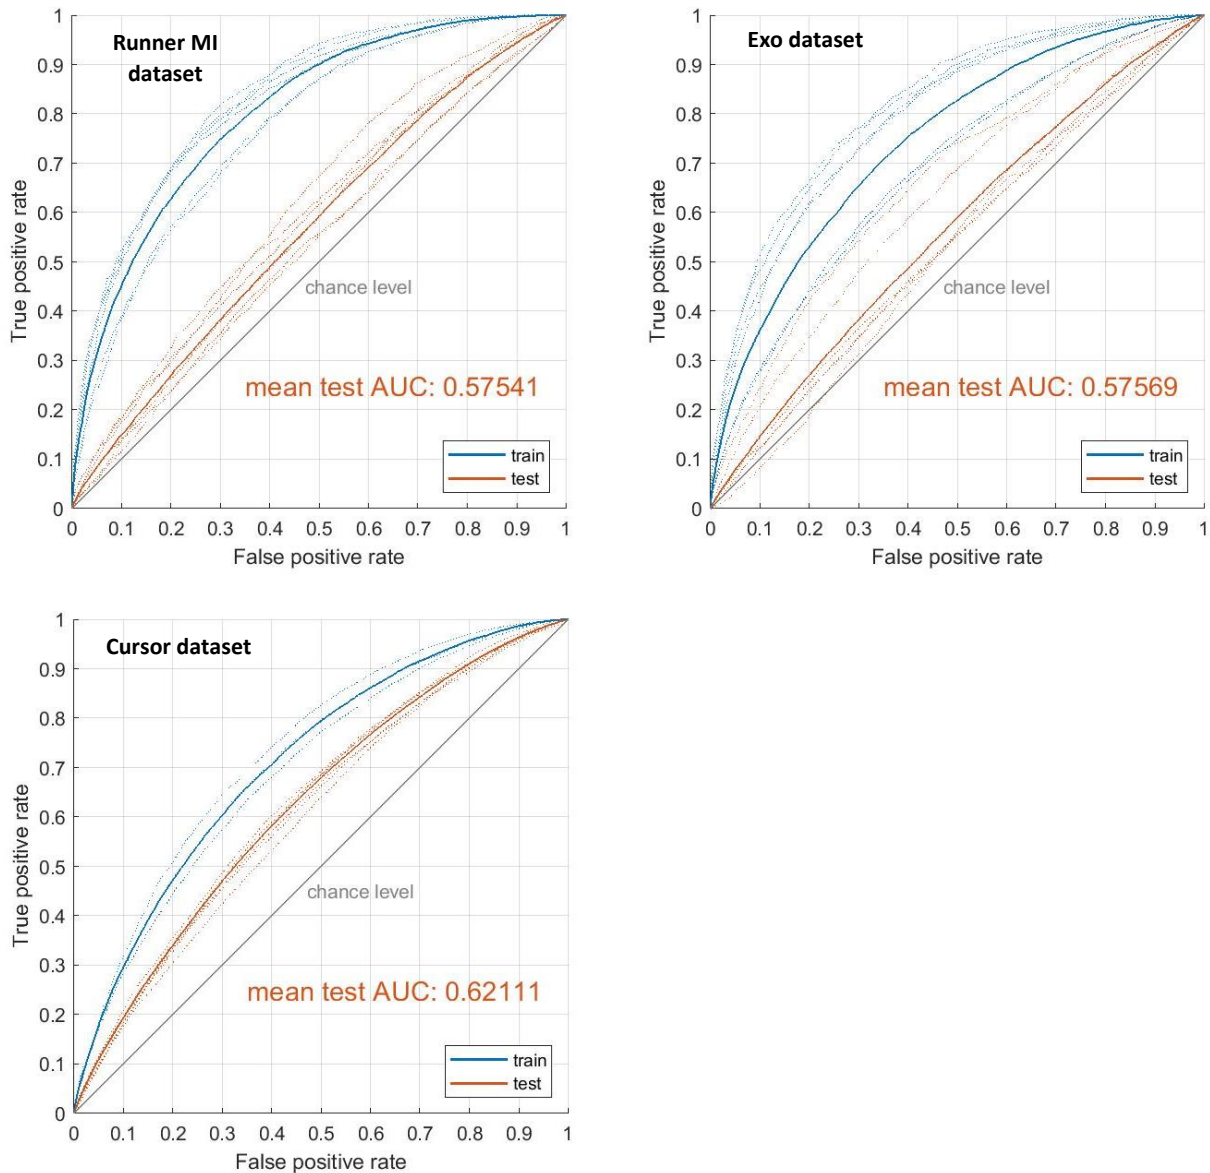 Runner MI
dataset
1
0.9
0.8
0.7
0.6
0.5
0.4
0.3
0.2
0.1
0
True positive rate
chance level
mean test AUC: 0.57541
train
test
0 0.1 0.2 0.3 0.4 0.5 0.6 0.7 0.8 0.9 1
False positive rate
Exo dataset
1
0.9
0.8
0.7
0.6
0.5
0.4
0.3
0.2
0.1
0
True positive rate
chance level
mean test AUC: 0.57569
train
test
0 0.1 0.2 0.3 0.4 0.5 0.6 0.7 0.8 0.9 1
False positive rate
Cursor dataset
1
0.9
0.8
0.7
0.6
0.5
0.4
0.3
0.2
0.1
0
True positive rate
chance level
mean test AUC: 0.62111
train
test
0 0.1 0.2 0.3 0.4 0.5 0.6 0.7 0.8 0.9 1
False positive rate